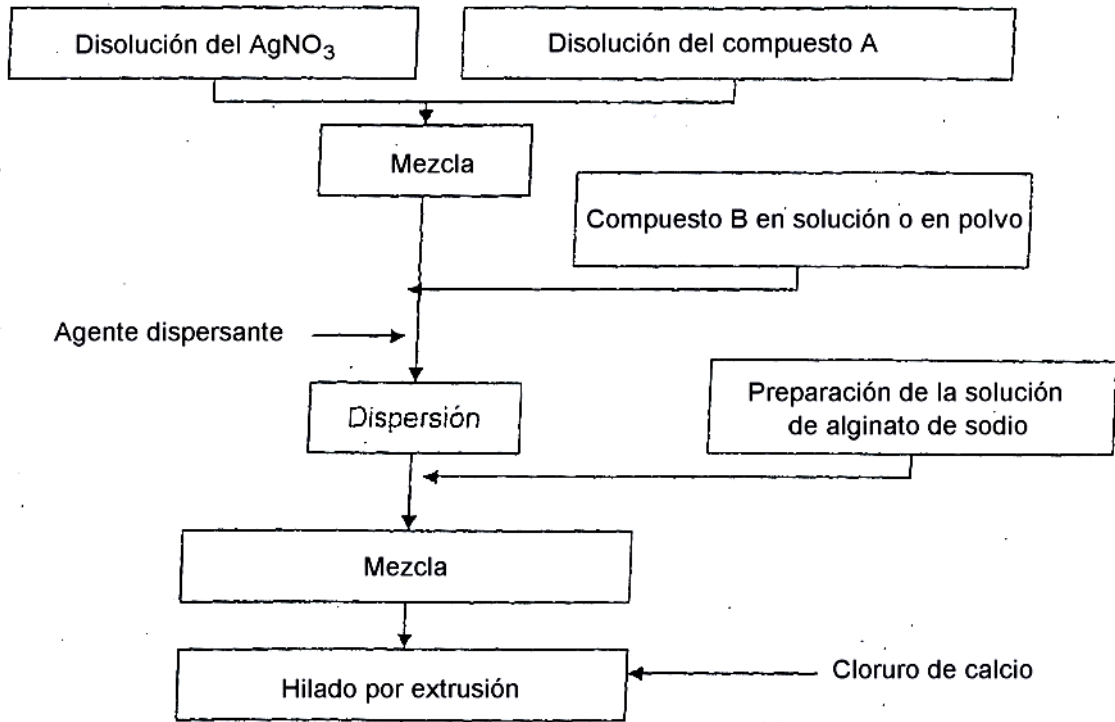 Disolución del AgNO3
Disolución del compuesto A
Mezcla
Compuesto B en solución o en polvo
Agente dispersante
Dispersión
Preparación de la solución
de alginato de sodio
Mezcla
Hilado por extrusión
Cloruro de calcio